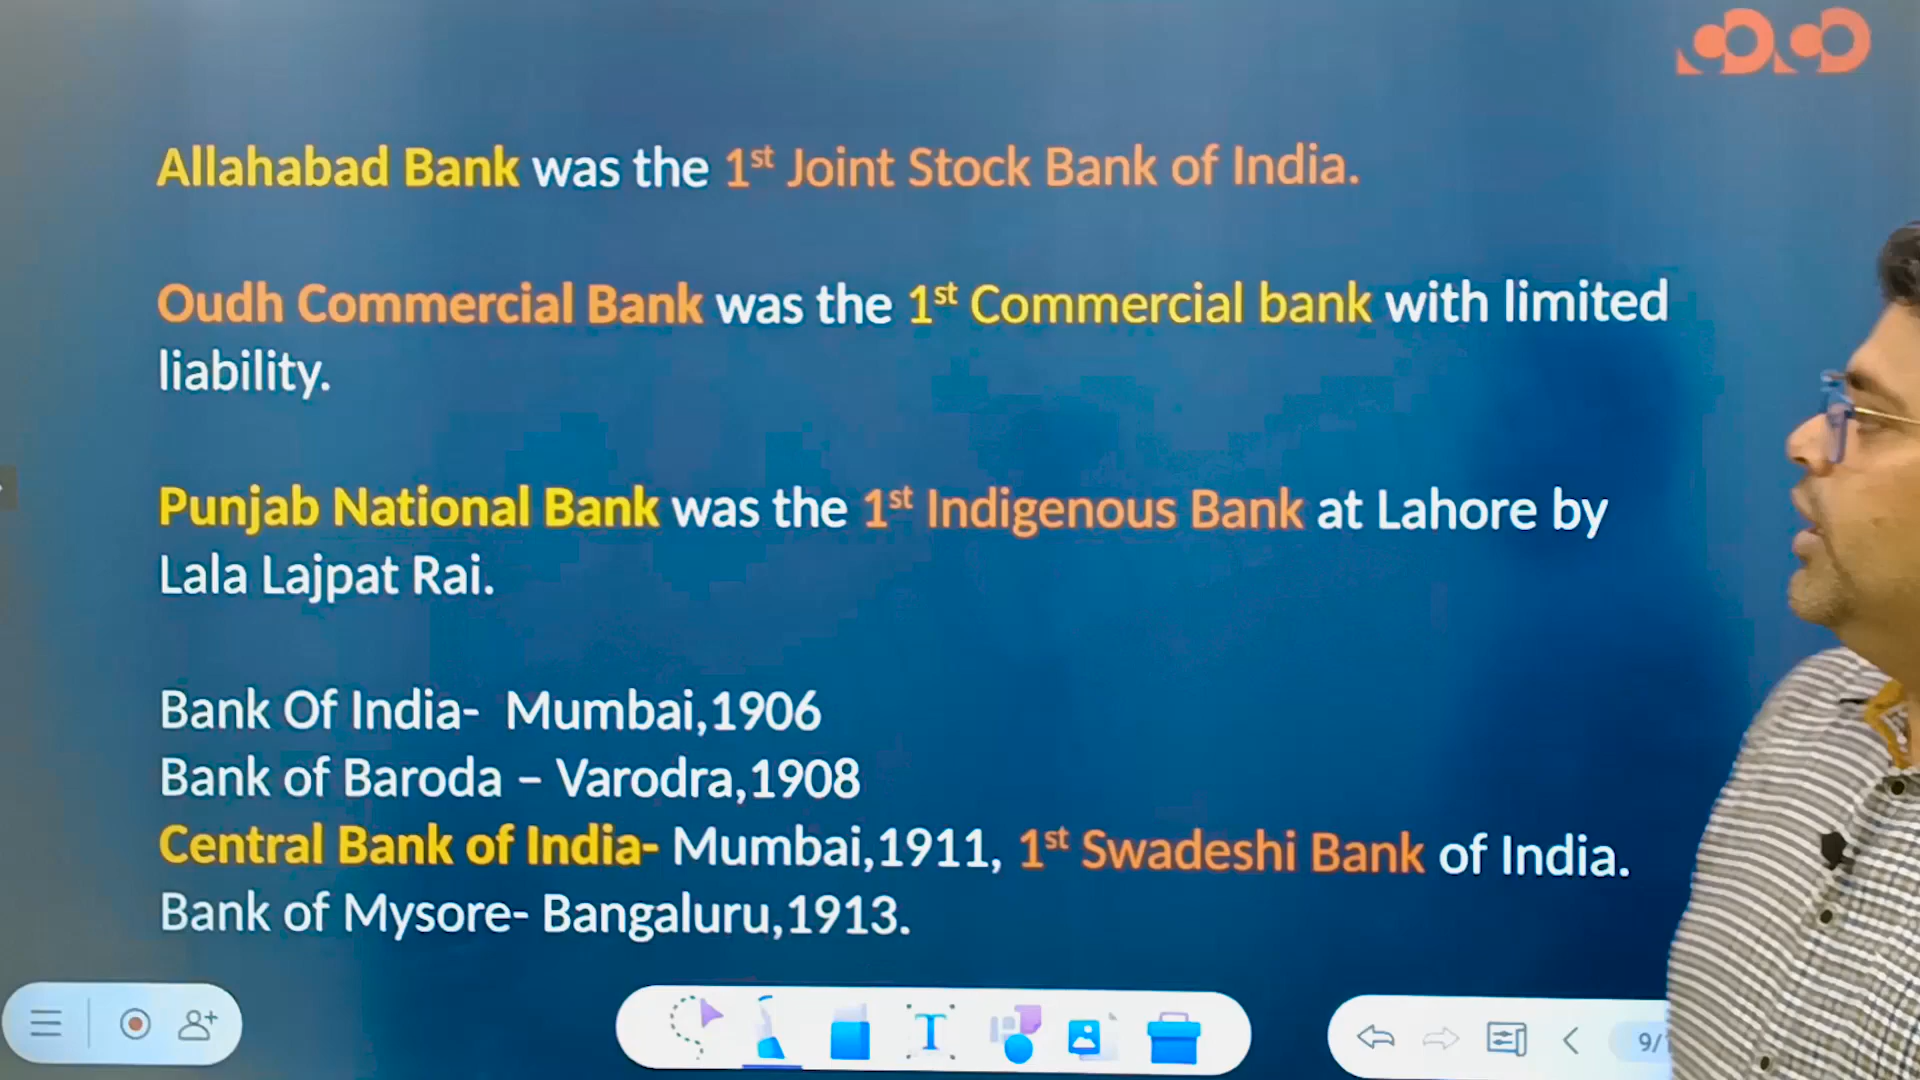 Allahabad Bank was the 1st Joint Stock Bank of India.
Oudh Commercial Bank was the 1st Commercial bank with limited
liability.
Punjab National Bank was the 1st Indigenous Bank at Lahore by
Lala Lajpat Rai.
Bank Of India- Mumbai,1906
Bank of Baroda – Varodra,1908
Central Bank of India- Mumbai,1911, 1st Swadeshi Bank of India.
Bank of Mysore- Bangaluru,1913.
9/